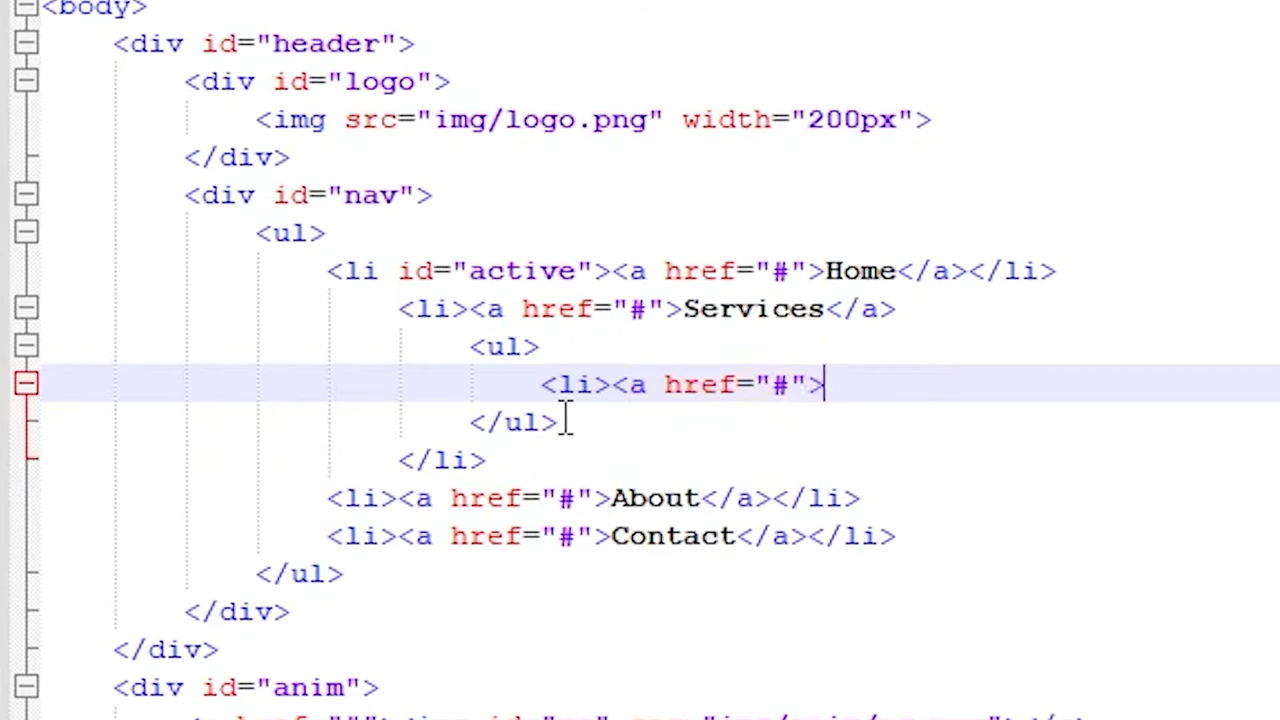 <body>
<div id="header">
<div id="logo">
<img src="img/logo.png" width="200px">
</div>
<div id="nav">
<ul>
<li id="active"><a href="#">Home</a></li>
<li><a href="#">Services</a>
<ul>
<li><a href="#">
</ul>
</li>
<li><a href="#">About</a></li>
<li><a href="#">Contact</a></li>
</ul>
</div>
</div>
<div id="anim">